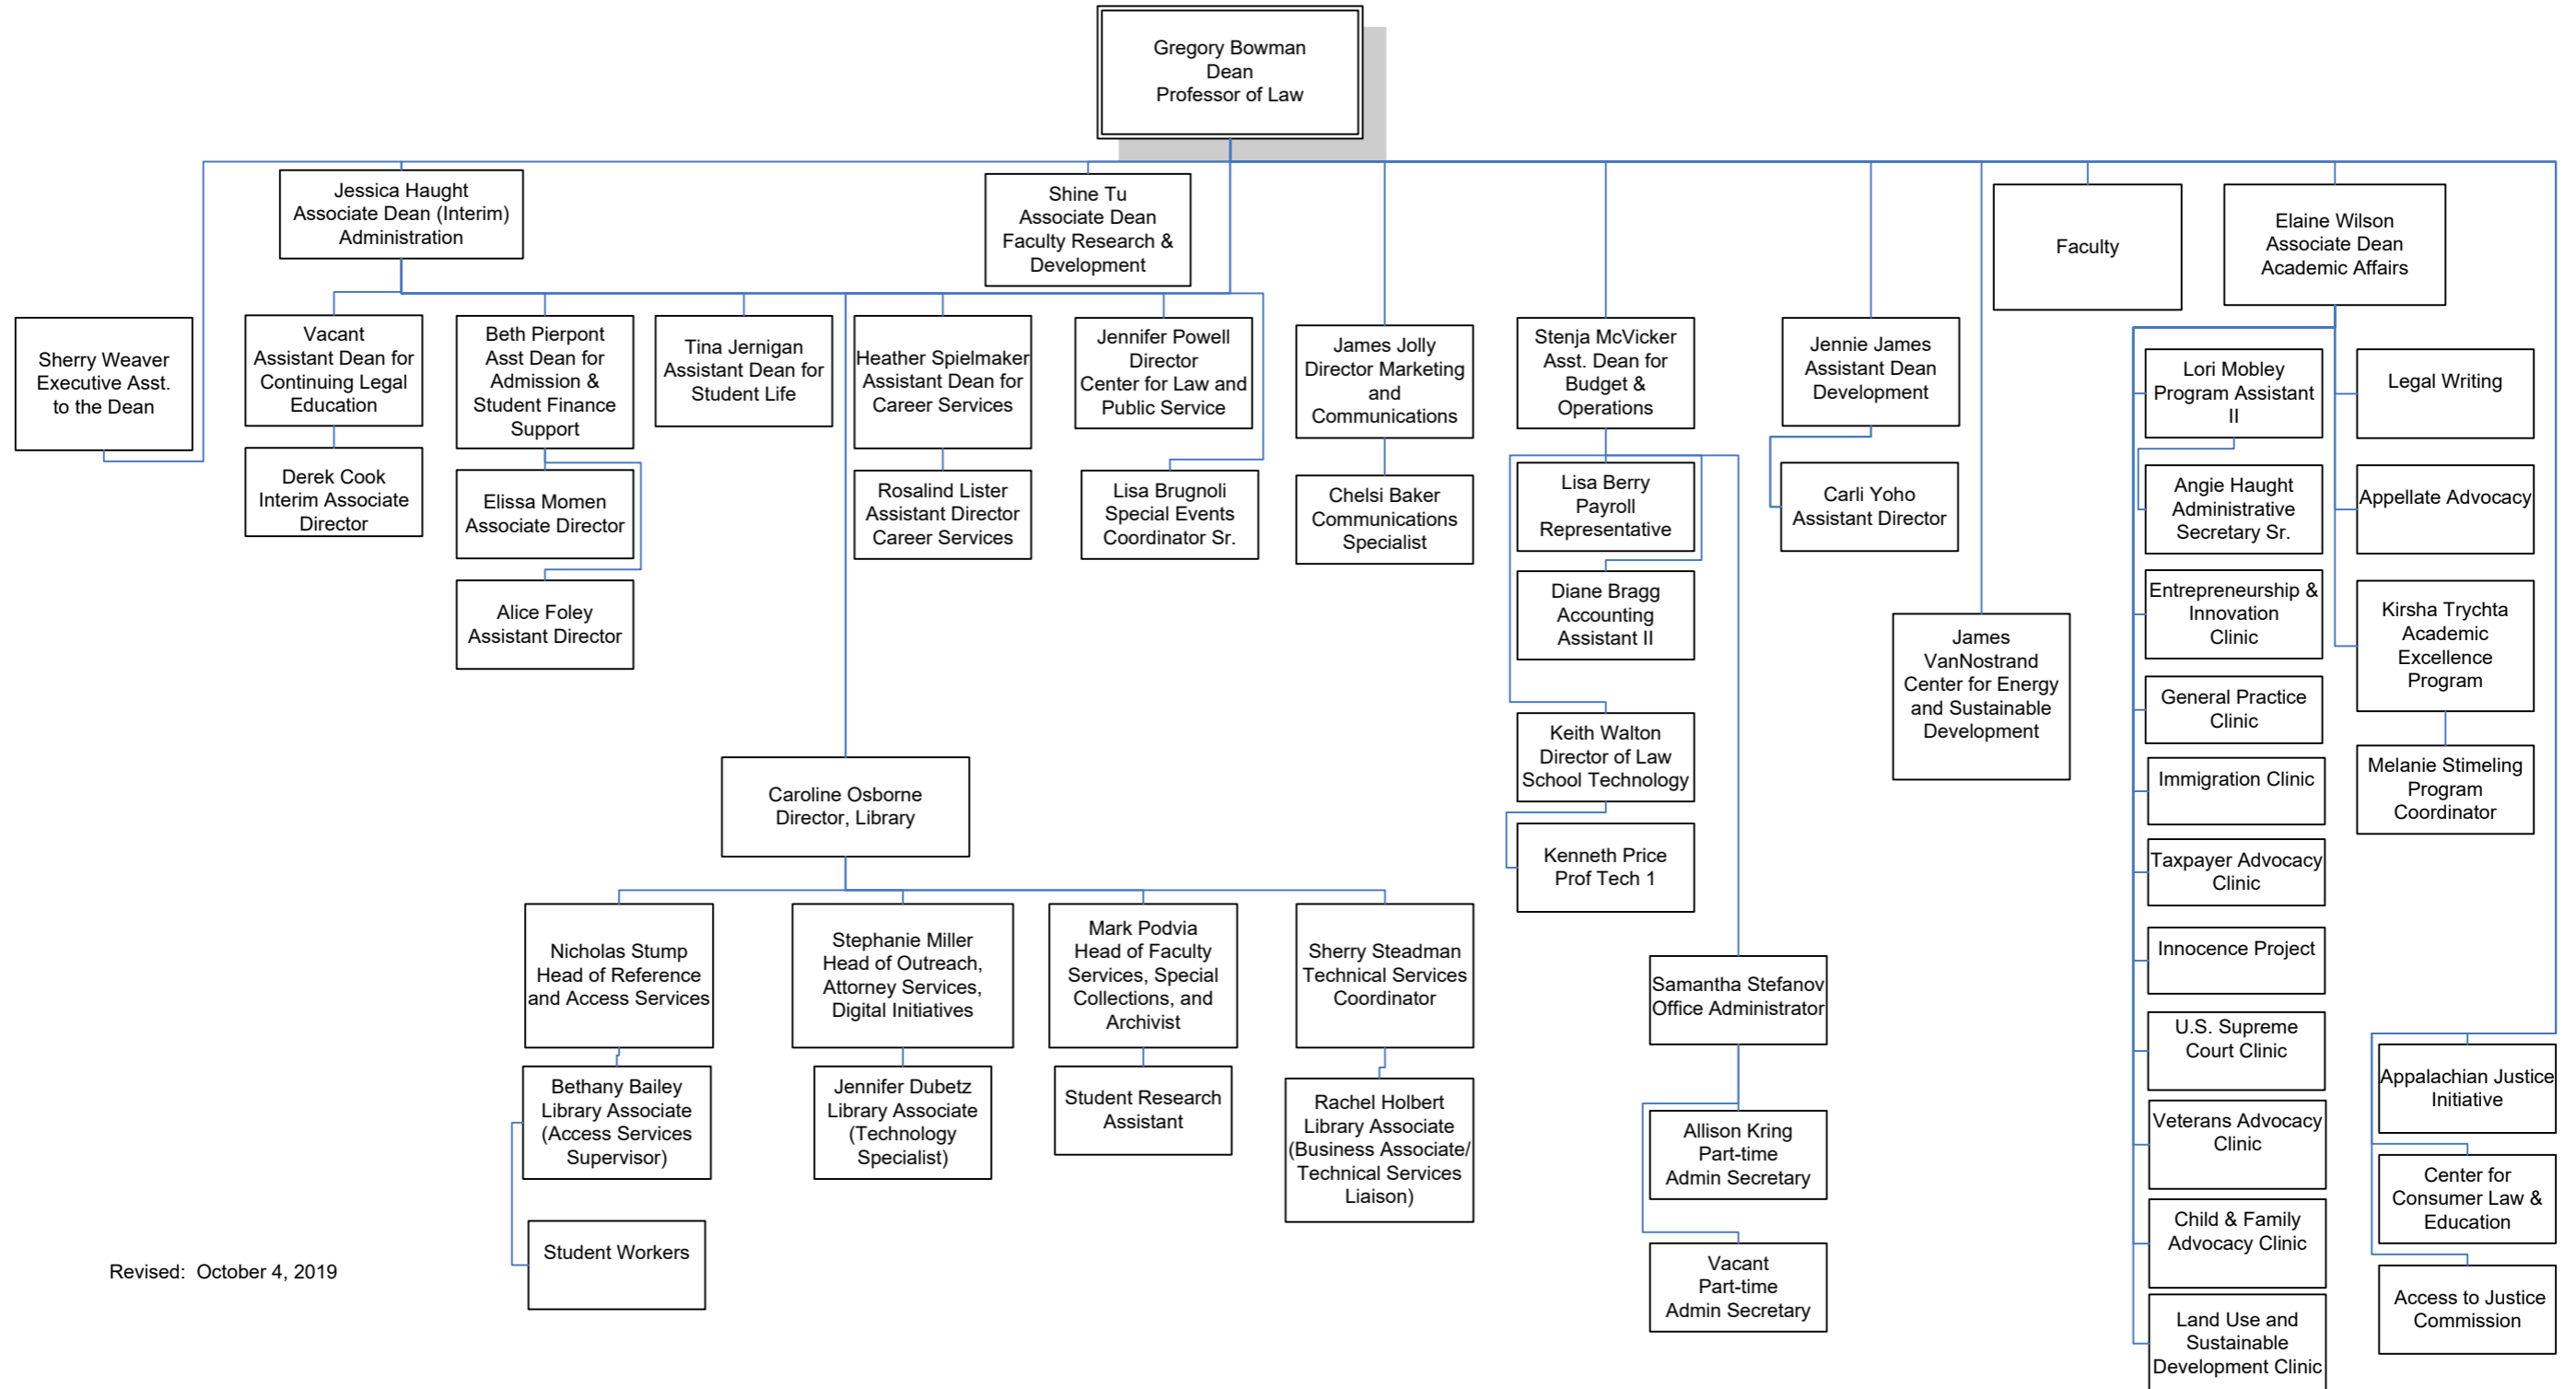 Gregory Bowman
Dean
Professor of Law
Jessica Haught
Associate Dean (Interim)
Administration
Shine Tu
Associate Dean
Faculty Research &
Development
Faculty
Elaine Wilson
Associate Dean
Academic Affairs
Sherry Weaver
Executive Asst.
to the Dean
Vacant
Assistant Dean for
Continuing Legal
Education
Beth Pierpont
Asst Dean for
Admission &
Student Finance
Support
Tina Jernigan
Assistant Dean for
Student Life
Heather Spielmaker
Assistant Dean for
Career Services
Jennifer Powell
Director
Center for Law and
Public Service
James Jolly
Director Marketing
and
Communications
Stenja McVicker
Asst. Dean for
Budget &
Operations
Jennie James
Assistant Dean
Development
Lori Mobley
Program Assistant
II
Legal Writing
Derek Cook
Interim Associate
Director
Elissa Momen
Associate Director
Rosalind Lister
Assistant Director
Career Services
Lisa Brugnoli
Special Events
Coordinator Sr.
Chelsi Baker
Communications
Specialist
Lisa Berry
Payroll
Representative
Carli Yoho
Assistant Director
Angie Haught
Administrative
Secretary Sr.
Appellate Advocacy
Alice Foley
Assistant Director
Diane Bragg
Accounting
Assistant II
Entrepreneurship &
Innovation
Clinic
Kirsha Trychta
Academic
Excellence
Program
James
VanNostrand
Center for Energy
and Sustainable
Development
General Practice
Clinic
Keith Walton
Director of Law
School Technology
Immigration Clinic
Melanie Stimeling
Program
Coordinator
Caroline Osborne
Director, Library
Kenneth Price
Prof Tech 1
Taxpayer Advocacy
Clinic
Nicholas Stump
Head of Reference
and Access Services
Stephanie Miller
Head of Outreach,
Attorney Services,
Digital Initiatives
Mark Podvia
Head of Faculty
Services, Special
Collections, and
Archivist
Sherry Steadman
Technical Services
Coordinator
Samantha Stefanov
Office Administrator
Innocence Project
U.S. Supreme
Court Clinic
Appalachian Justice
Initiative
Bethany Bailey
Library Associate
(Access Services
Supervisor)
Jennifer Dubetz
Library Associate
(Technology
Specialist)
Student Research
Assistant
Rachel Holbert
Library Associate
(Business Associate/
Technical Services
Liaison)
Allison Kring
Part-time
Admin Secretary
Veterans Advocacy
Clinic
Center for
Consumer Law &
Education
Student Workers
Vacant
Part-time
Admin Secretary
Child & Family
Advocacy Clinic
Access to Justice
Commission
Land Use and
Sustainable
Development Clinic
Revised: October 4, 2019